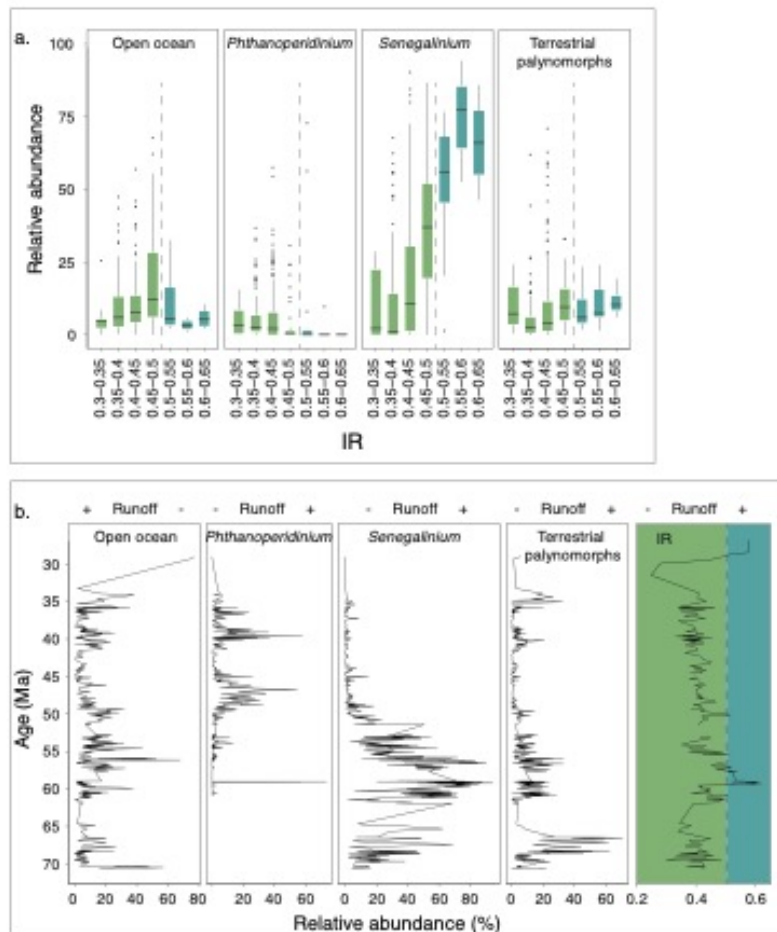 a.
Open ocean
Phthanoperidinium
Senegalinium
Terrestrial
palynomorphs
Relative abundance
100
75
50
25
0
0.3–0.35
0.35–0.4
0.4–0.45
0.45–0.5
0.5–0.55
0.55–0.6
0.6–0.65
0.3–0.35
0.35–0.4
0.4–0.45
0.45–0.5
0.5–0.55
0.55–0.6
0.6–0.65
0.3–0.35
0.35–0.4
0.4–0.45
0.45–0.5
0.5–0.55
0.55–0.6
0.6–0.65
0.3–0.35
0.35–0.4
0.4–0.45
0.45–0.5
0.5–0.55
0.55–0.6
0.6–0.65
IR
b.
+ Runoff -
- Runoff +
- Runoff +
- Runoff +
- Runoff +
Open ocean
Phthanoperidinium
Senegalinium
Terrestrial
palynomorphs
IR
Age (Ma)
30
35
40
45
50
55
60
65
70
0 20 40 60 80
0 20 40 60
0 20 40 60 80
0 20 40 60
0.2 0.4 0.6
Relative abundance (%)